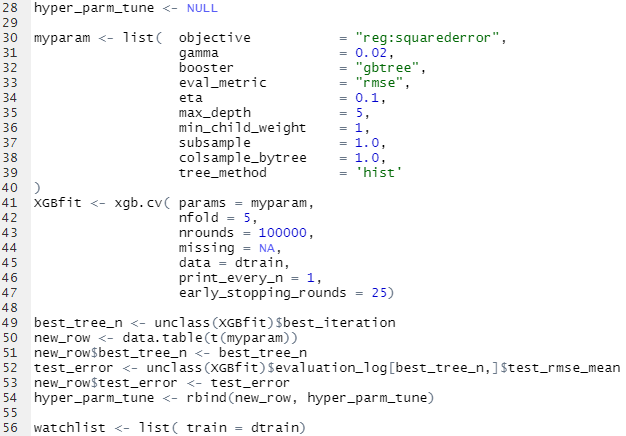 28 hyper_parm_tune <- NULL
29
30 myparam <- list(  objective           = "reg:squarederror",
31                   gamma               = 0.02,
32                   booster             = "gbtree",
33                   eval_metric         = "rmse",
34                   eta                 = 0.1,
35                   max_depth           = 5,
36                   min_child_weight    = 1,
37                   subsample           = 1.0,
38                   colsample_bytree    = 1.0,
39                   tree_method         = 'hist'
40 )
41 XGBfit <- xgb.cv( params = myparam,
42                   nfold = 5,
43                   nrounds = 100000,
44                   missing = NA,
45                   data = dtrain,
46                   print_every_n = 1,
47                   early_stopping_rounds = 25)
48
49 best_tree_n <- unclass(XGBfit)$best_iteration
50 new_row <- data.table(t(myparam))
51 new_row$best_tree_n <- best_tree_n
52 test_error <- unclass(XGBfit)$evaluation_log[best_tree_n,]$test_rmse_mean
53 new_row$test_error <- test_error
54 hyper_parm_tune <- rbind(new_row, hyper_parm_tune)
55
56 watchlist <- list( train = dtrain)